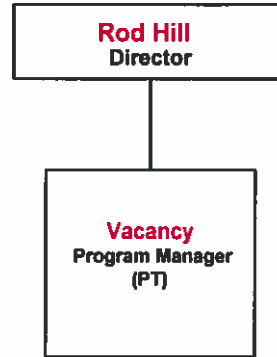 Rod Hill
Director
Vacancy
Program Manager
(PT)